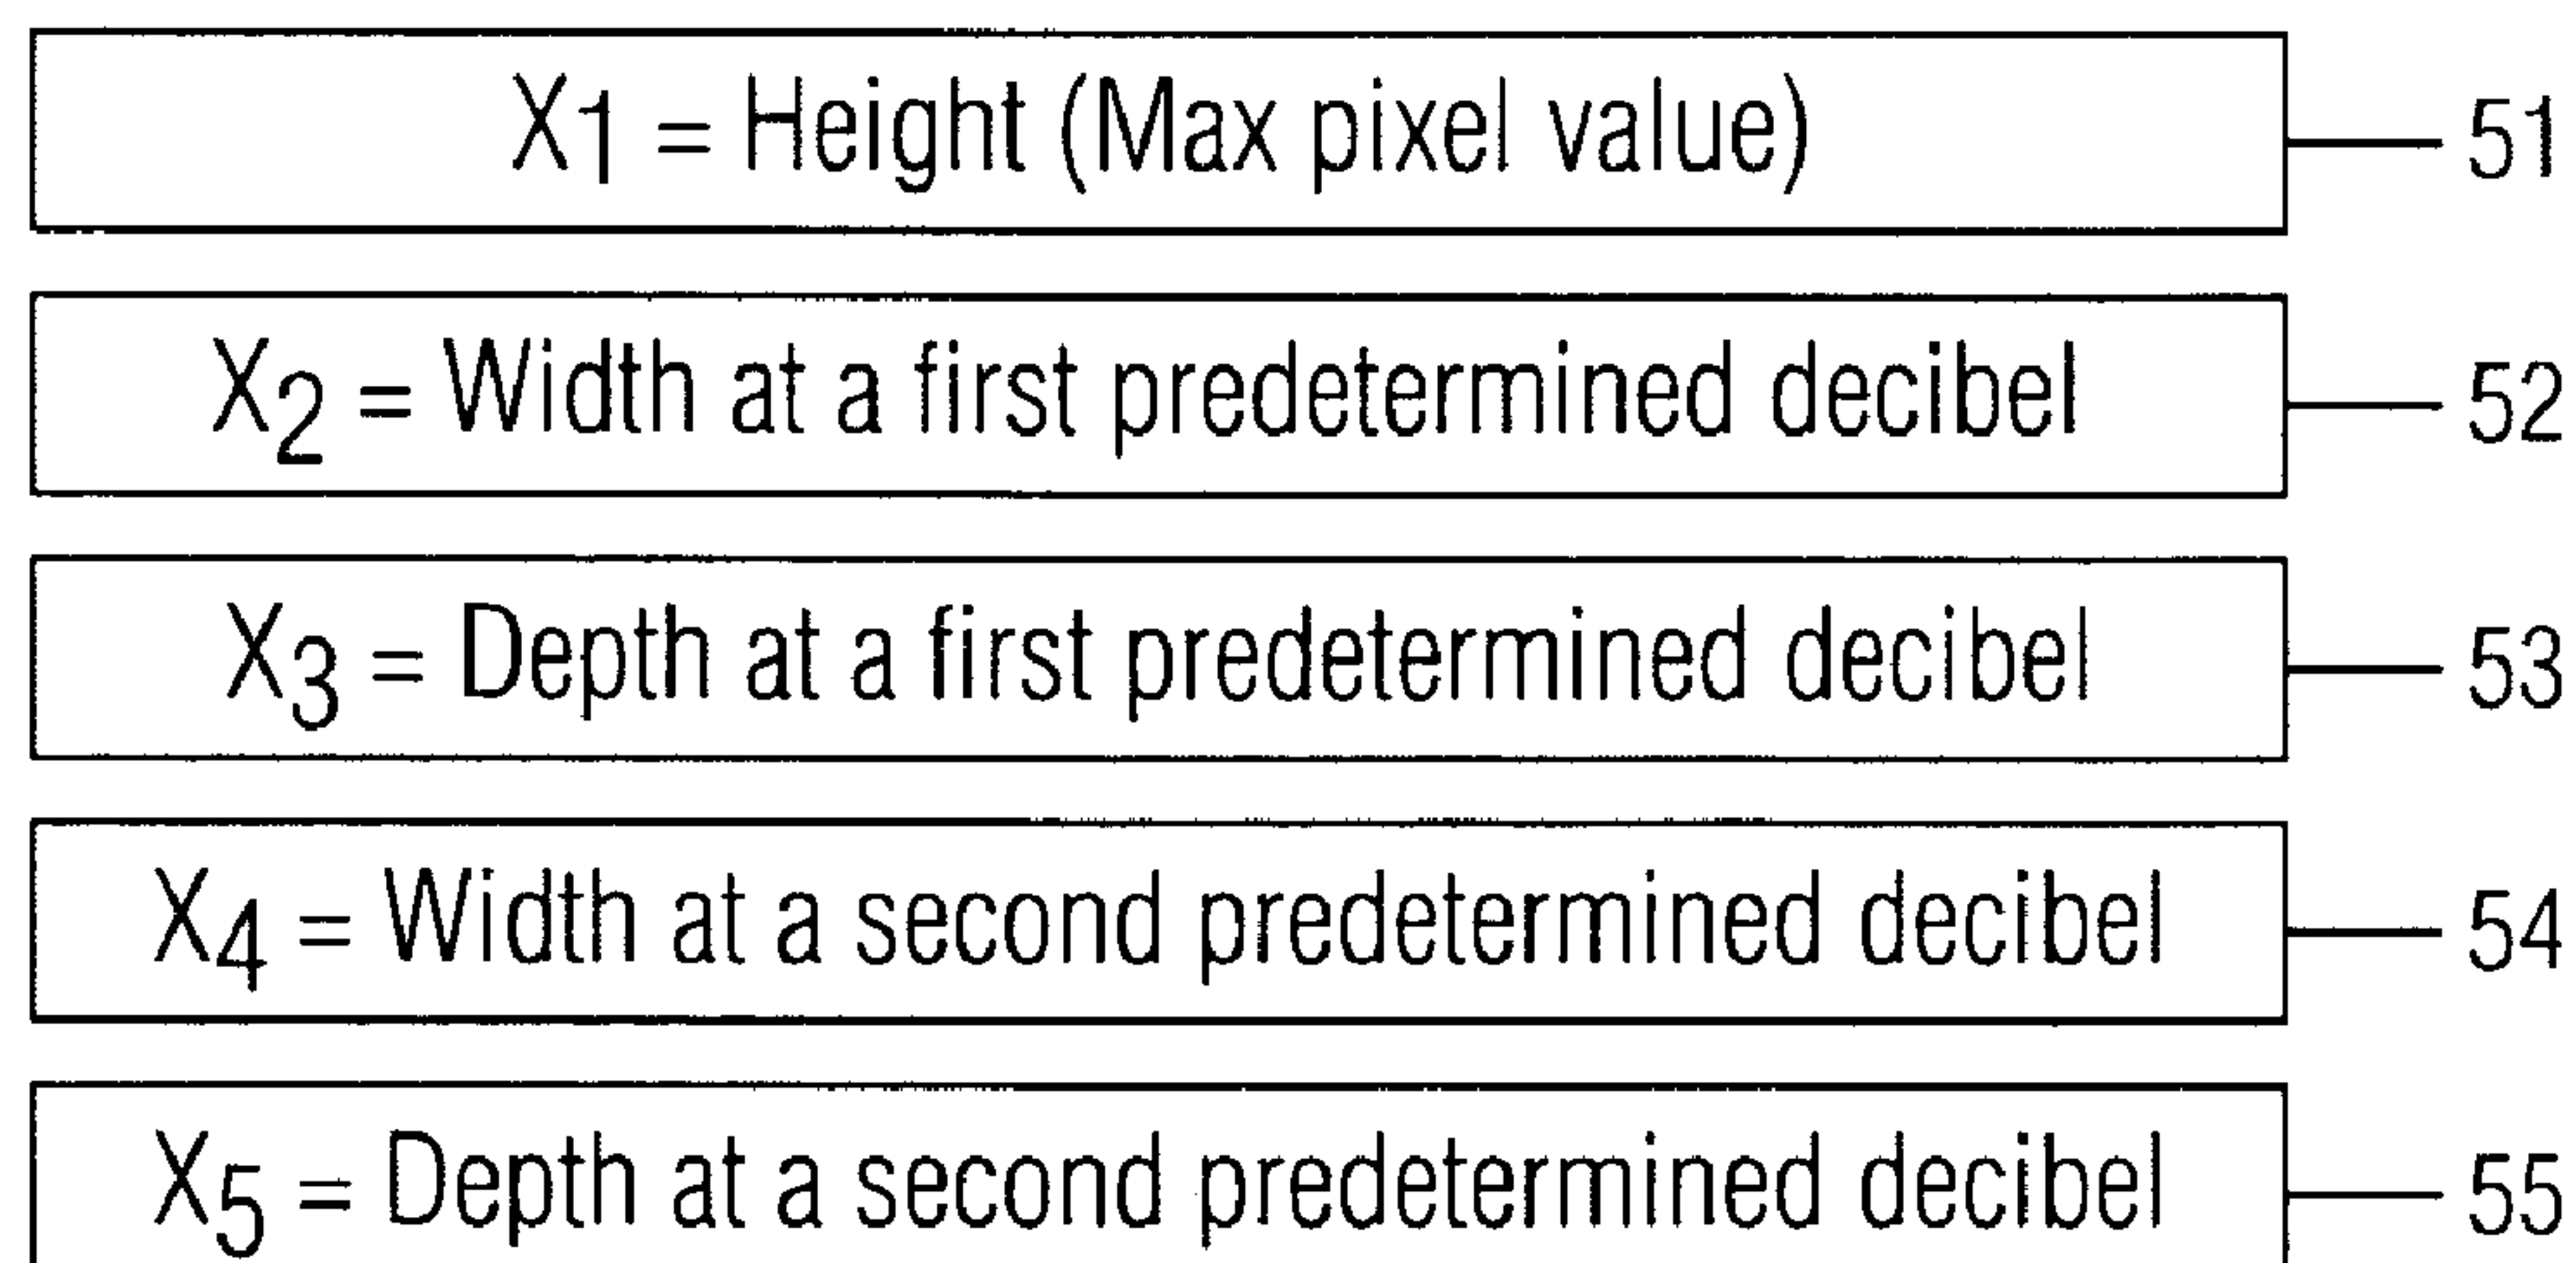 X1 = Height (Max pixel value) 51
X2 = Width at a first predetermined decibel 52
X3 = Depth at a first predetermined decibel 53
X4 = Width at a second predetermined decibel 54
X5 = Depth at a second predetermined decibel 55